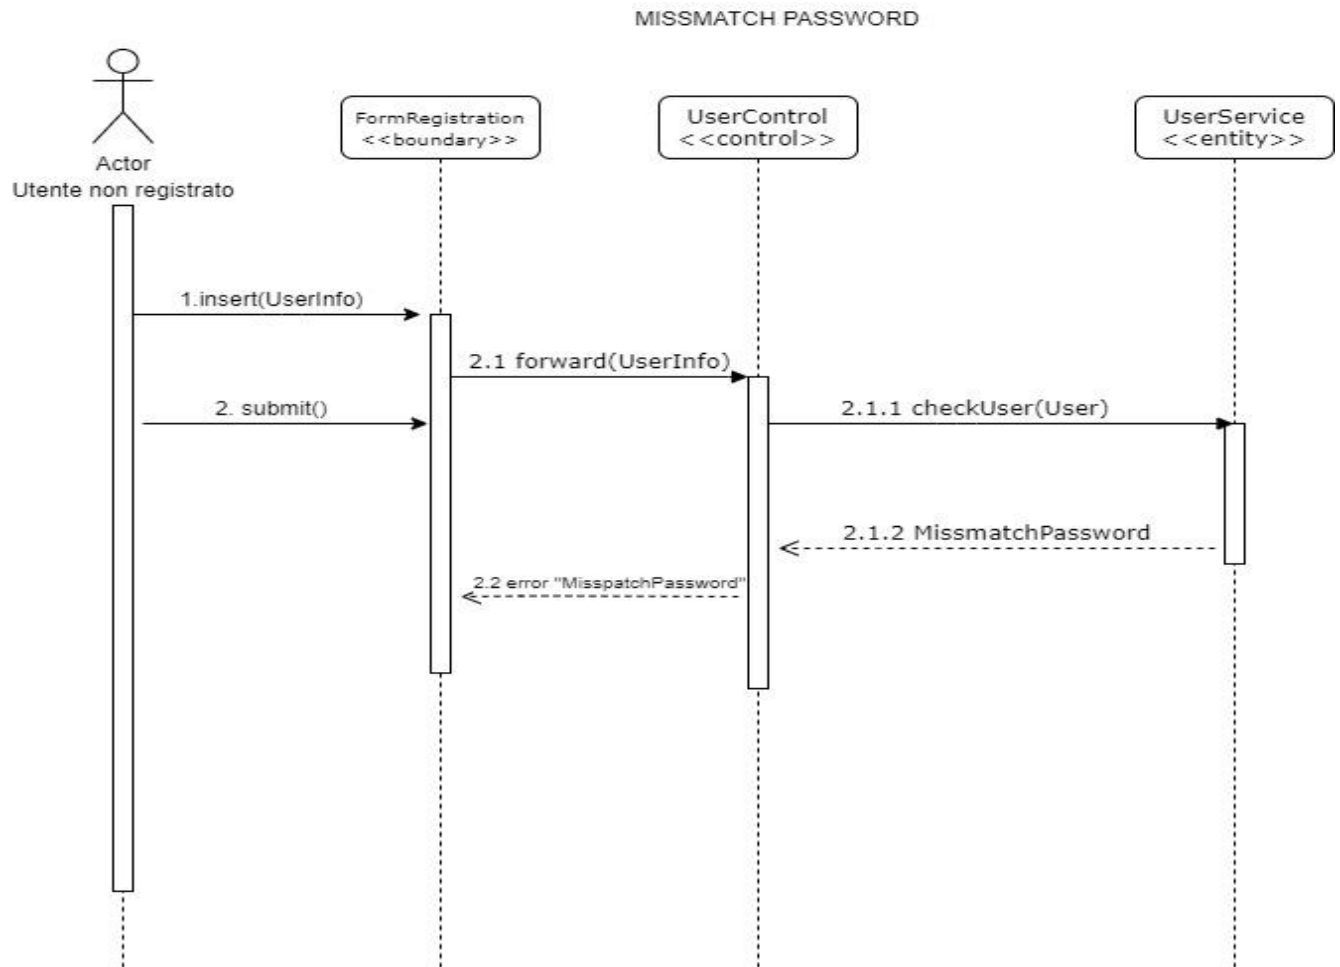 MISSMATCH PASSWORD
Actor
Utente non registrato
FormRegistration
<<boundary>>
UserControl
<<control>>
UserService
<<entity>>
1.insert(UserInfo)
2.1 forward(UserInfo)
2. submit()
2.1.1 checkUser(User)
2.1.2 MissmatchPassword
2.2 error "MisspatchPassword"